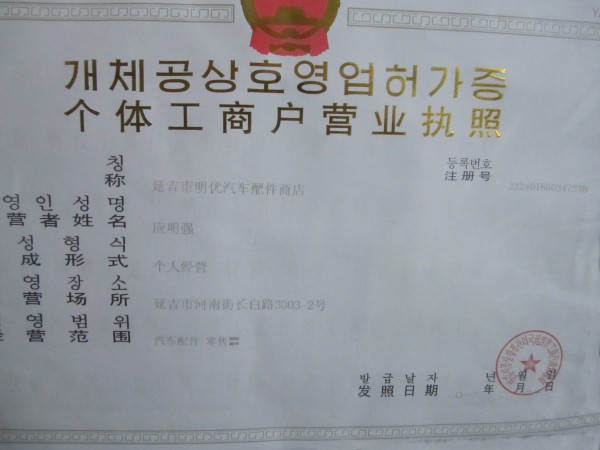 개체공상호영업허가증
个体工商户营业执照
등록번호
注册号
칭
称
延吉市明优汽车配件商店
영인성명
营者姓名
应明强
성형식
成形式
个人经营
영장소
营场所
延吉市河南街长白路3003-2号
영범위
营范围
汽车配件 零售
발급날자 년 월 일
发照日期 年 月 日